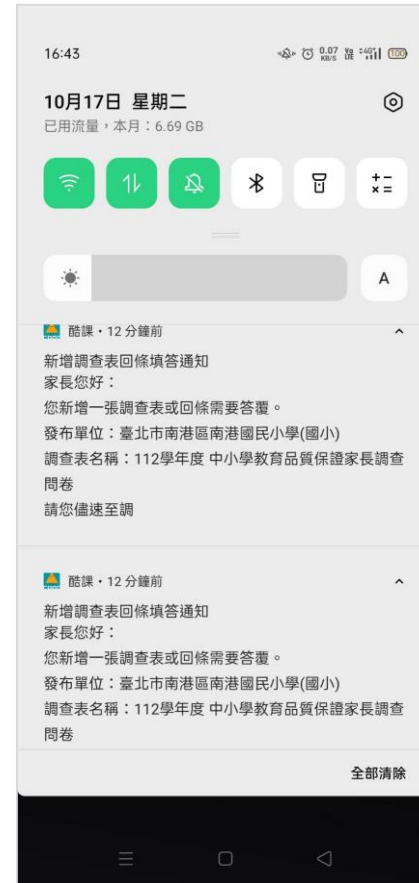 16:43
0.07 KB/S
100
10月17日 星期二
已用流量，本月：6.69 GB
A
酷課・12 分鐘前
新增調查表回條填答通知
家長您好：
您新增一張調查表或回條需要答覆。
發布單位：臺北市南港區南港國民小學(國小)
調查表名稱：112學年度 中小學教育品質保證家長調查
問卷
請您儘速至調
酷課・12 分鐘前
新增調查表回條填答通知
家長您好：
您新增一張調查表或回條需要答覆。
發布單位：臺北市南港區南港國民小學(國小)
調查表名稱：112學年度 中小學教育品質保證家長調查
問卷
全部清除